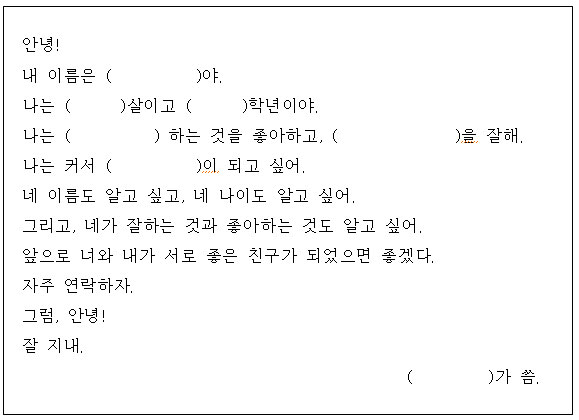 안녕!
내 이름은 (          )야.
나는 (      )살이고 (      )학년이야.
나는 (          ) 하는 것을 좋아하고, (              )을 잘해.
나는 커서 (          )이 되고 싶어.
네 이름도 알고 싶고, 네 나이도 알고 싶어.
그리고, 네가 잘하는 것과 좋아하는 것도 알고 싶어.
앞으로 너와 내가 서로 좋은 친구가 되었으면 좋겠다.
자주 연락하자.
그럼, 안녕!
잘 지내.
(         )가 씀.